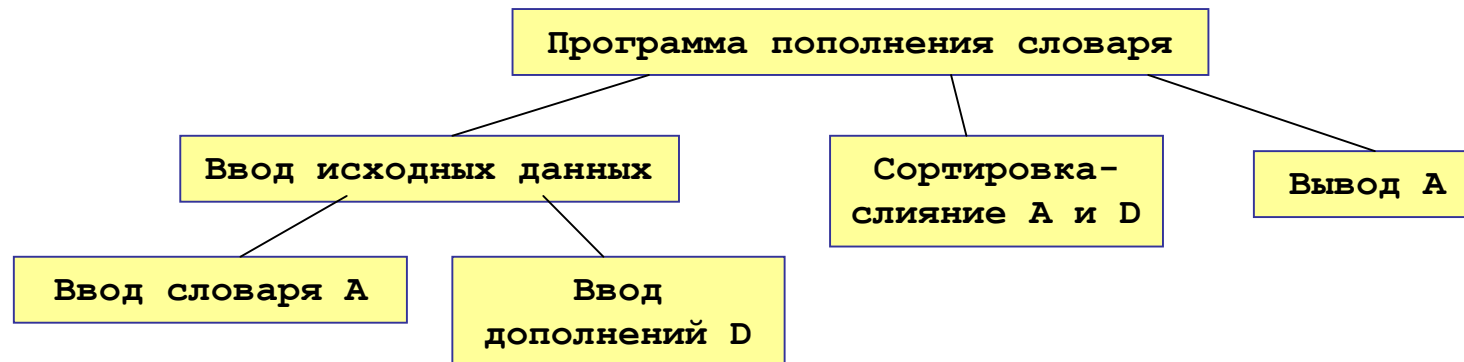 Программа пополнения словаря
Ввод исходных данных
Сортировка-
слияние A и D
Вывод A
Ввод словаря A
Ввод
дополнений D